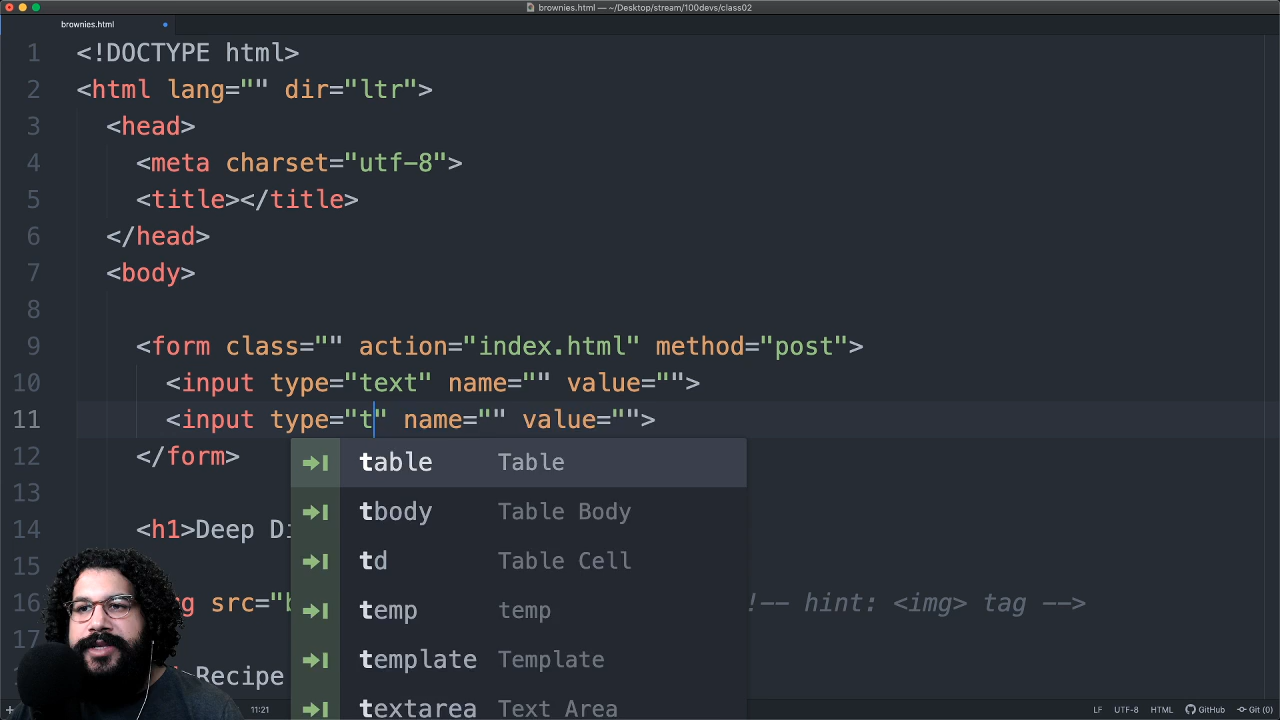 brownies.html — ~/Desktop/stream/100devs/class02
brownies.html
1 <!DOCTYPE html>
2 <html lang="" dir="ltr">
3 <head>
4 <meta charset="utf-8">
5 <title></title>
6 </head>
7 <body>
8
9 <form class="" action="index.html" method="post">
10 <input type="text" name="" value="">
11 <input type="t" name="" value="">
12 </form>
table Table
13
tbody Table Body
14 <h1>Deep Di
15
td Table Cell
16 src="b !-- hint: <img> tag -->
temp temp
17
template Template
Recipe
textarea Text Area
11:21 LF UTF-8 HTML GitHub Git (0)